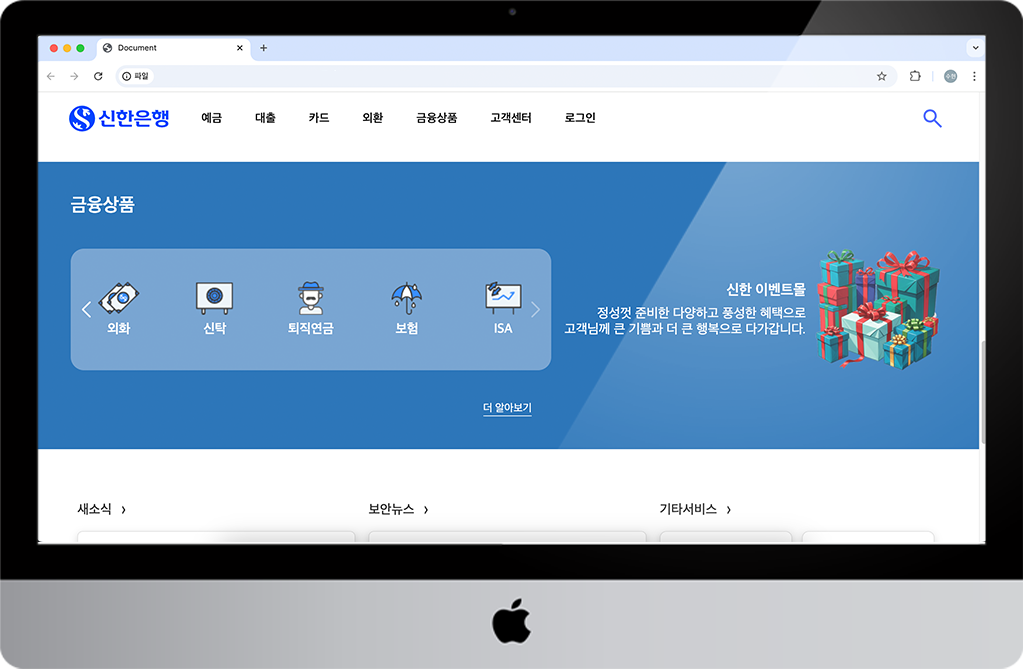 Document
파일
수현
신한은행
예금
대출
카드
외환
금융상품
고객센터
로그인
금융상품
외화
신탁
퇴직연금
보험
ISA
더 알아보기
신한 이벤트몰
정성껏 준비한 다양하고 풍성한 혜택으로
고객님께 큰 기쁨과 더 큰 행복으로 다가갑니다.
새소식
보안뉴스
기타서비스